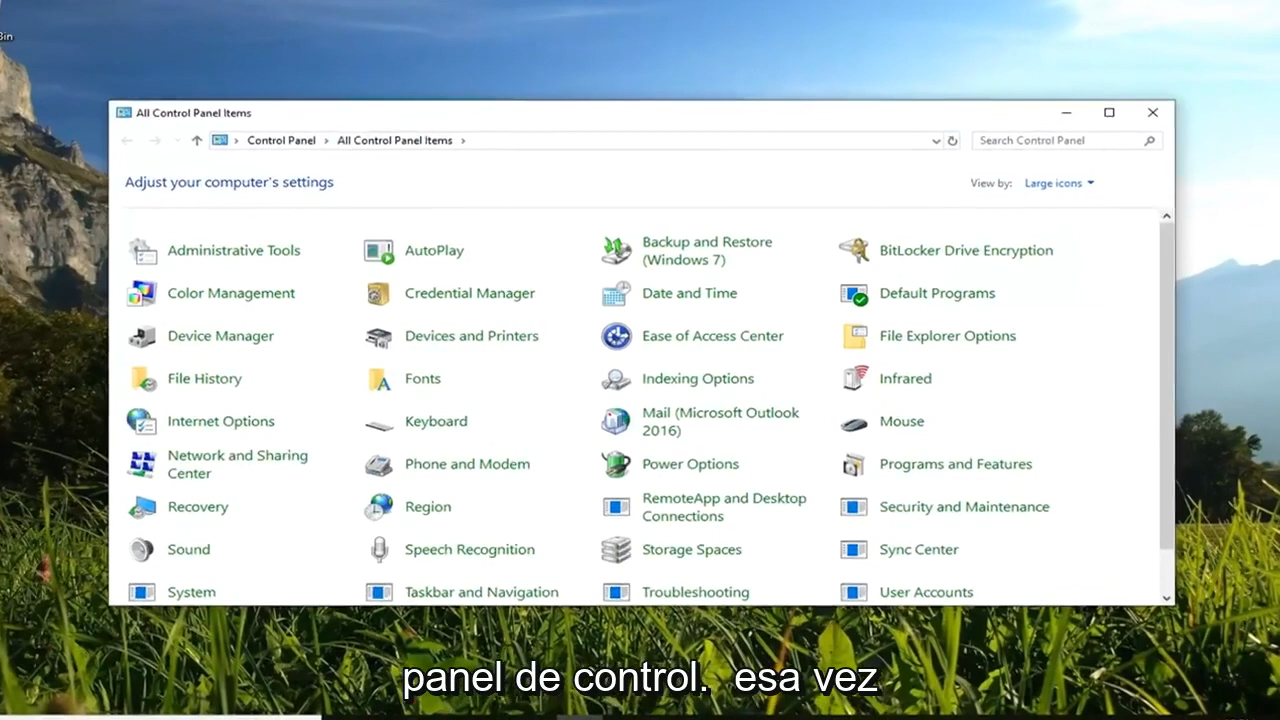 Bin
All Control Panel Items
Control Panel
All Control Panel Items
Search Control Panel
Adjust your computer's settings
View by:
Large icons
Administrative Tools
AutoPlay
Backup and Restore
(Windows 7)
BitLocker Drive Encryption
Color Management
Credential Manager
Date and Time
Default Programs
Device Manager
Devices and Printers
Ease of Access Center
File Explorer Options
File History
Fonts
Indexing Options
Infrared
Internet Options
Keyboard
Mail (Microsoft Outlook
2016)
Mouse
Network and Sharing
Center
Phone and Modem
Power Options
Programs and Features
Recovery
Region
RemoteApp and Desktop
Connections
Security and Maintenance
Sound
Speech Recognition
Storage Spaces
Sync Center
System
Taskbar and Navigation
Troubleshooting
User Accounts
panel de control.  esa vez